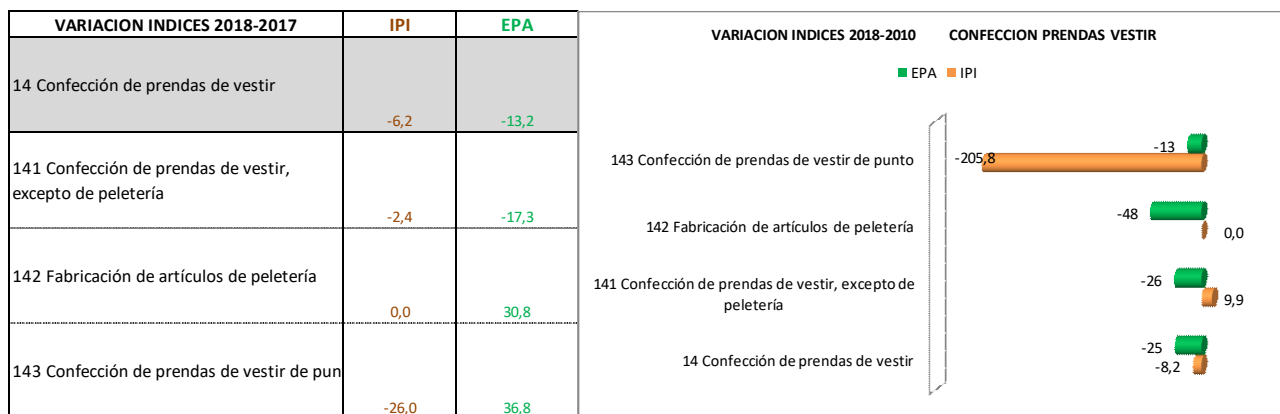 VARIACION INDICES 2018-2017 IPI EPA
14 Confección de prendas de vestir
-6,2 -13,2
141 Confección de prendas de vestir,
excepto de peletería
-2,4 -17,3
142 Fabricación de artículos de peletería
0,0 30,8
143 Confección de prendas de vestir de pun
-26,0 36,8
VARIACION INDICES 2018-2010 CONFECCION PRENDAS VESTIR
EPA IPI
143 Confección de prendas de vestir de punto
-13
-205,8
142 Fabricación de artículos de peletería
-48
0,0
141 Confección de prendas de vestir, excepto de
peletería
-26
9,9
14 Confección de prendas de vestir
-25
-8,2